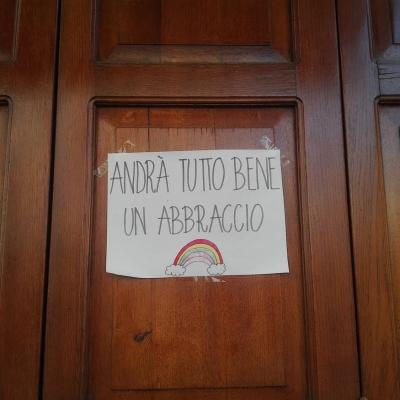 ANDRÀ TUTTO BENE
UN ABBRACCIO